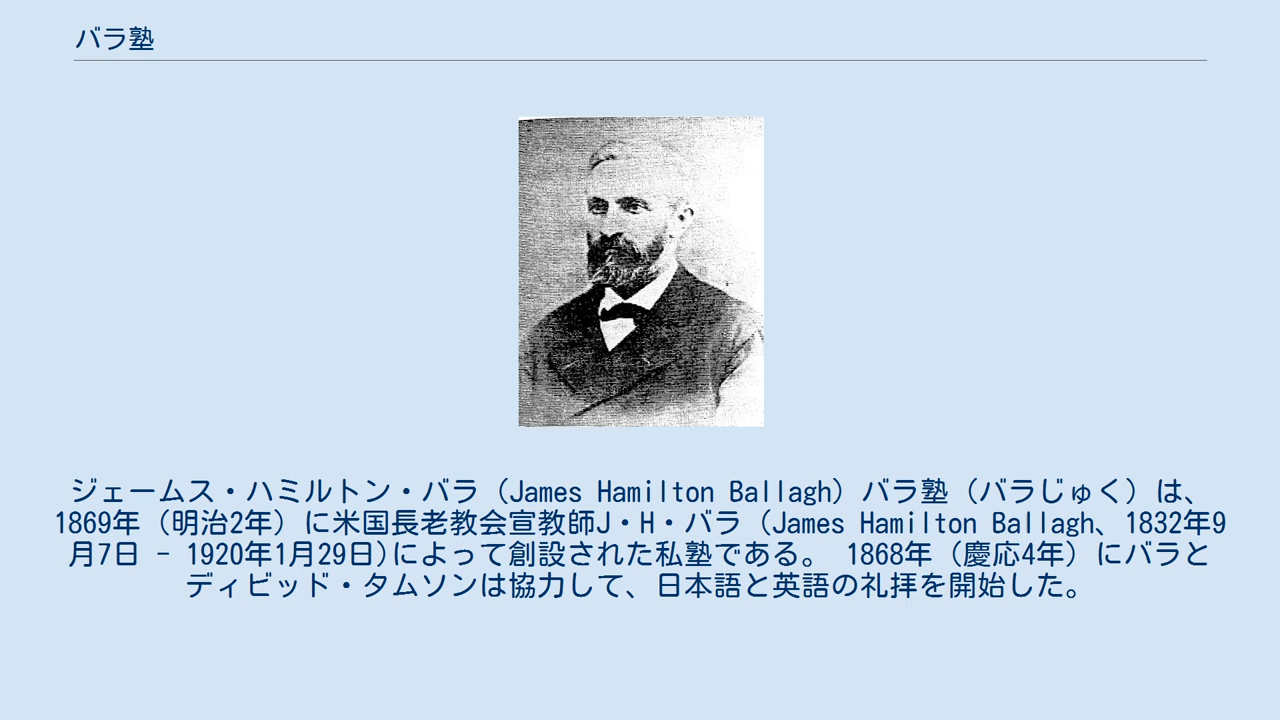 バラ塾
ジェームス・ハミルトン・バラ（James Hamilton Ballagh）バラ塾（バラじゅく）は、
1869年（明治2年）に米国長老教会宣教師J・H・バラ（James Hamilton Ballagh、1832年9
月7日 - 1920年1月29日)によって創設された私塾である。 1868年（慶応4年）にバラと
ディビッド・タムソンは協力して、日本語と英語の礼拝を開始した。